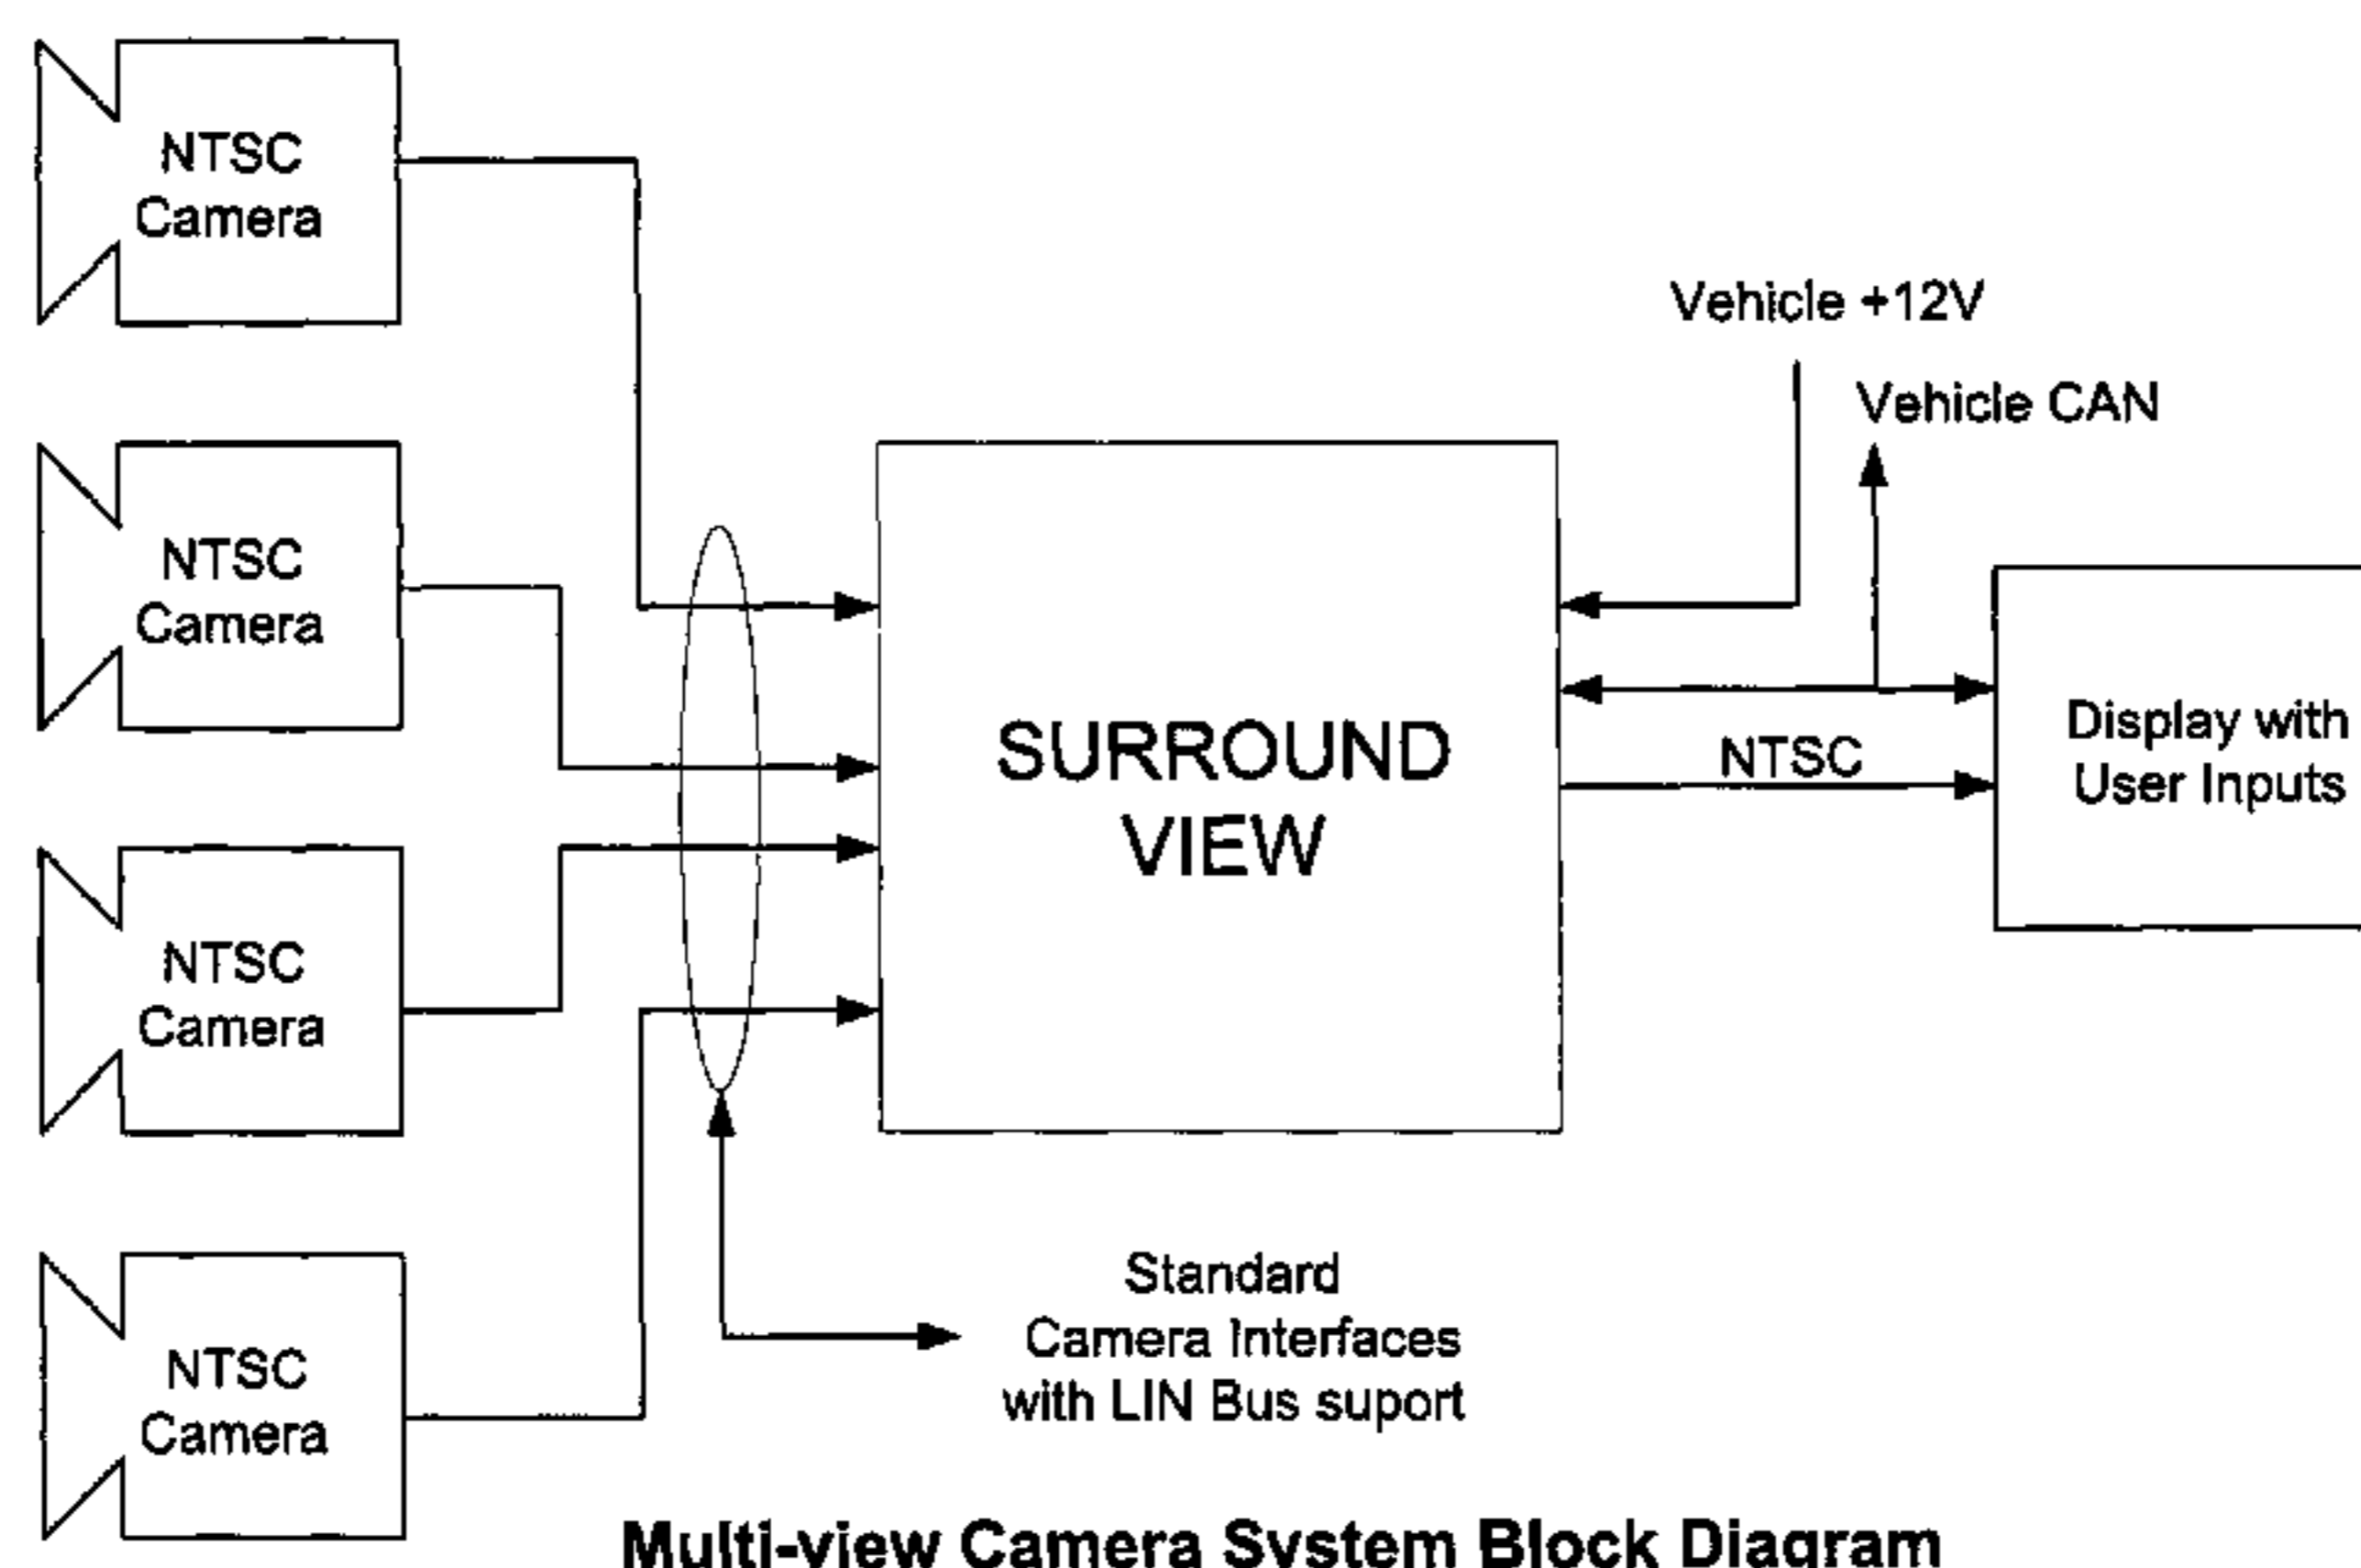 NTSC
Camera
NTSC
Camera
NTSC
Camera
NTSC
Camera
SURROUND
VIEW
Vehicle +12V
Vehicle CAN
NTSC
Display with
User Inputs
Standard
Camera Interfaces
with LIN Bus suport
Multi-view Camera System Block Diagram